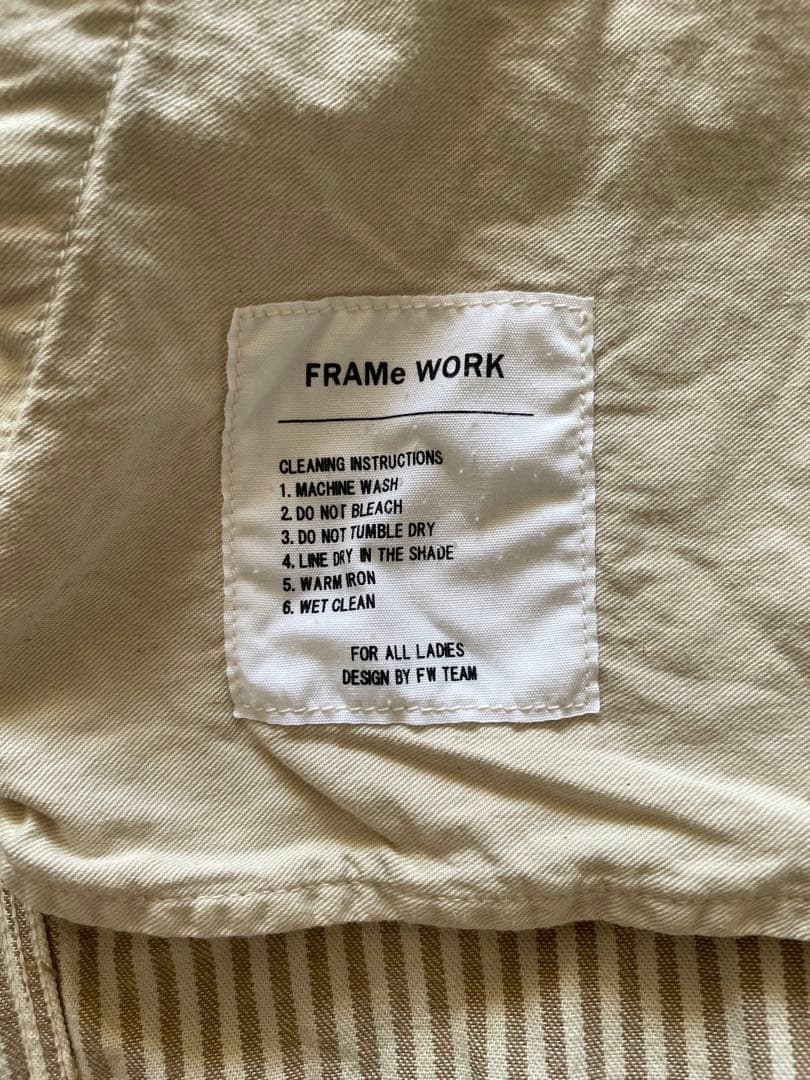 FRAMe WORK
CLEANING INSTRUCTIONS
1. MACHINE WASH
2. DO NOT BLEACH
3. DO NOT TUMBLE DRY
4. LINE DRY IN THE SHADE
5. WARM IRON
6. WET CLEAN
FOR ALL LADIES
DESIGN BY FW TEAM